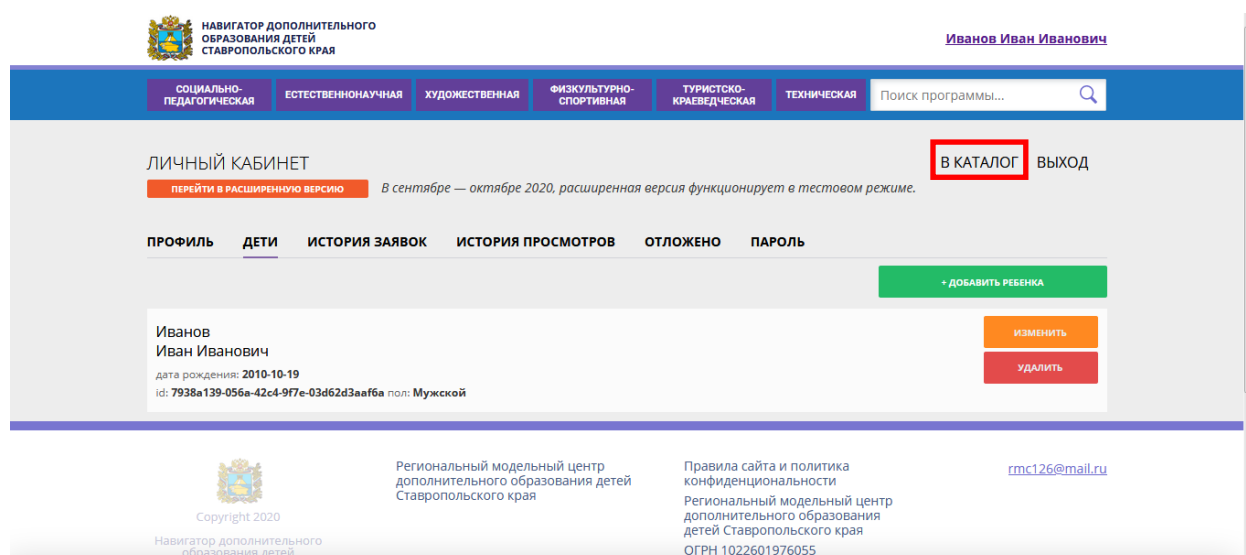 НАВИГАТОР ДОПОЛНИТЕЛЬНОГО
ОБРАЗОВАНИЯ ДЕТЕЙ
СТАВРОПОЛЬСКОГО КРАЯ
Иванов Иван Иванович
СОЦИАЛЬНО-
ПЕДАГОГИЧЕСКАЯ
ЕСТЕСТВЕННОНАУЧНАЯ
ХУДОЖЕСТВЕННАЯ
ФИЗКУЛЬТУРНО-
СПОРТИВНАЯ
ТУРИСТСКО-
КРАЕВЕДЧЕСКАЯ
ТЕХНИЧЕСКАЯ
Поиск программы...
ЛИЧНЫЙ КАБИНЕТ
В КАТАЛОГ ВЫХОД
ПЕРЕЙТИ В РАСШИРЕННУЮ ВЕРСИЮ
В сентябре — октябре 2020, расширенная версия функционирует в тестовом режиме.
ПРОФИЛЬ ДЕТИ ИСТОРИЯ ЗАЯВОК ИСТОРИЯ ПРОСМОТРОВ ОТЛОЖЕНО ПАРОЛЬ
+ ДОБАВИТЬ РЕБЕНКА
Иванов
Иван Иванович
дата рождения: 2010-10-19
id: 7938a139-056a-42c4-9f7e-03d62d3aaf6a пол: Мужской
ИЗМЕНИТЬ
УДАЛИТЬ
Copyright 2020
Навигатор дополнительного
образования детей
Региональный модельный центр
дополнительного образования детей
Ставропольского края
Правила сайта и политика
конфиденциональности
Региональный модельный центр
дополнительного образования
детей Ставропольского края
ОГРН 1022601976055
rmc126@mail.ru